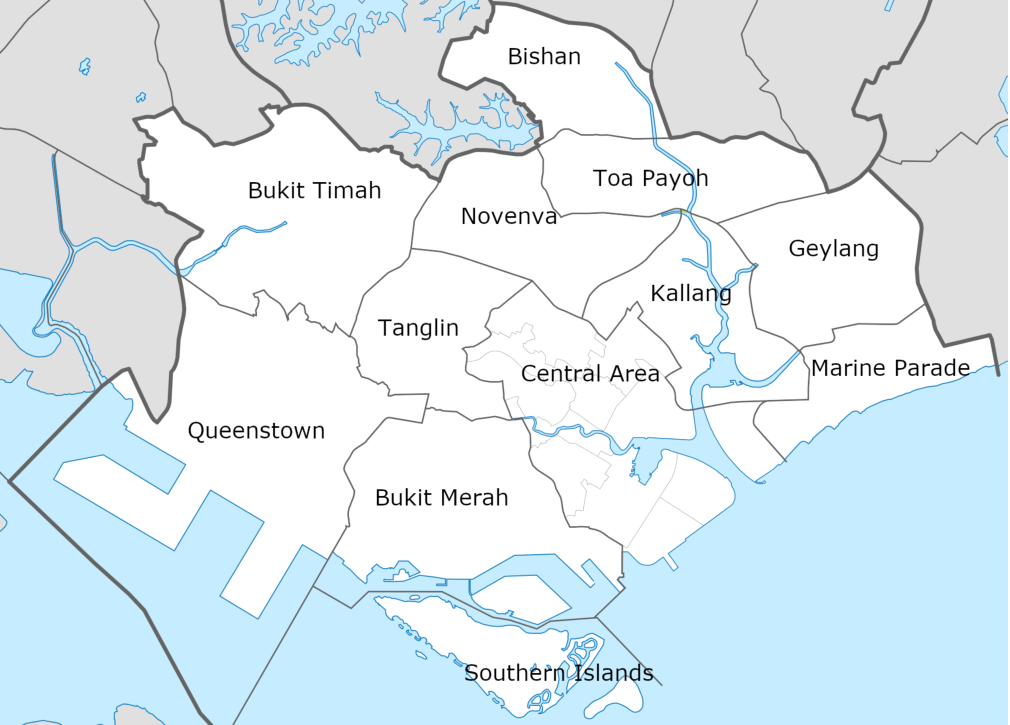 Bishan
Toa Payoh
Bukit Timah
Novenva
Geylang
Kallang
Tanglin
Marine Parade
Central Area
Queenstown
Bukit Merah
Southern Islands